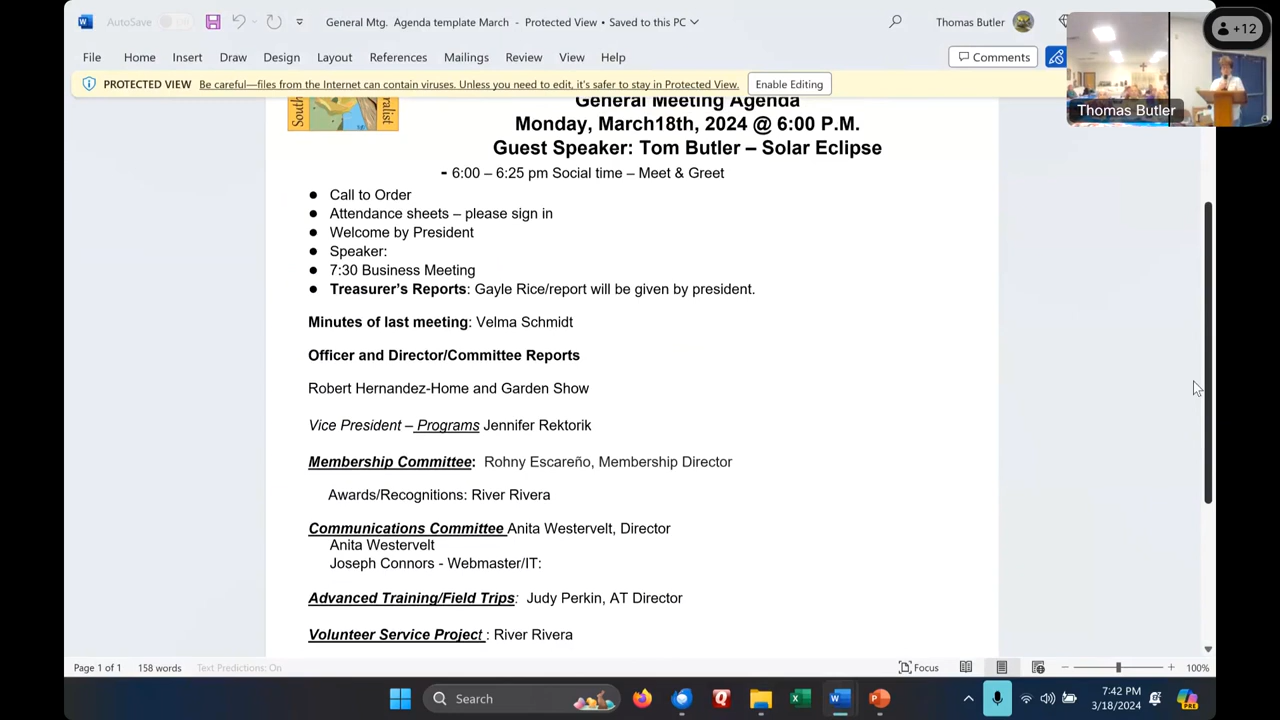 AutoSave
Off
General Mtg. Agenda template March - Protected View • Saved to this PC
Thomas Butler
+12
File Home Insert Draw Design Layout References Mailings Review View Help
Comments
PROTECTED VIEW Be careful—files from the Internet can contain viruses. Unless you need to edit, it's safer to stay in Protected View. Enable Editing
Thomas Butler
South
ralist
General Meeting Agenda
Monday, March18th, 2024 @ 6:00 P.M.
Guest Speaker: Tom Butler – Solar Eclipse
- 6:00 – 6:25 pm Social time – Meet & Greet
● Call to Order
● Attendance sheets – please sign in
● Welcome by President
● Speaker:
● 7:30 Business Meeting
● Treasurer's Reports: Gayle Rice/report will be given by president.
Minutes of last meeting: Velma Schmidt
Officer and Director/Committee Reports
Robert Hernandez-Home and Garden Show
Vice President – Programs Jennifer Rektorik
Membership Committee: Rohny Escareño, Membership Director
Awards/Recognitions: River Rivera
Communications Committee Anita Westervelt, Director
Anita Westervelt
Joseph Connors - Webmaster/IT:
Advanced Training/Field Trips: Judy Perkin, AT Director
Volunteer Service Project : River Rivera
Page 1 of 1 158 words Text Predictions: On
Focus
100%
Search
7:42 PM
3/18/2024
PRE